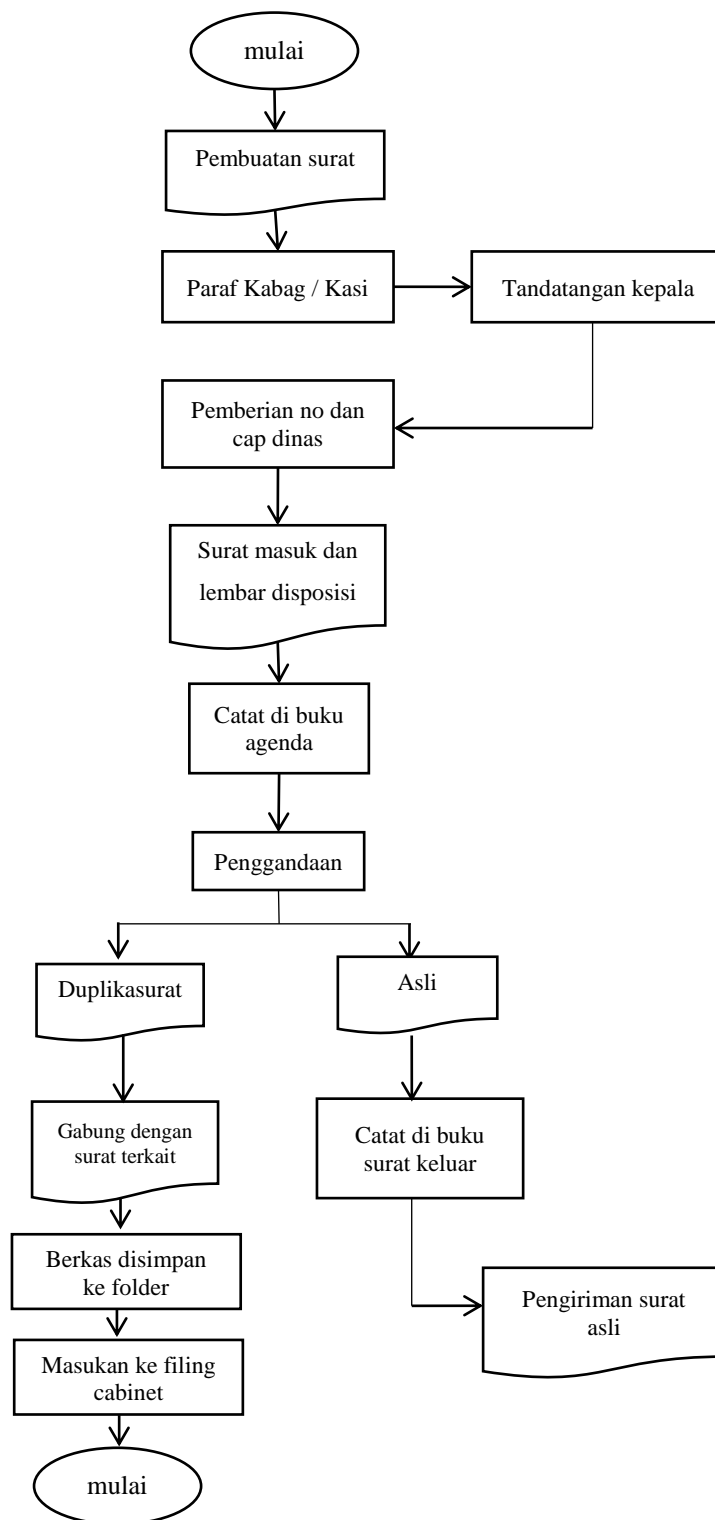 mulai
Pembuatan surat
Paraf Kabag / Kasi
Tandatangan kepala
Pemberian no dan
cap dinas
Surat masuk dan
lembar disposisi
Catat di buku
agenda
Penggandaan
Duplikasurat
Asli
Gabung dengan
surat terkait
Catat di buku
surat keluar
Berkas disimpan
ke folder
Pengiriman surat
asli
Masukan ke filing
cabinet
mulai